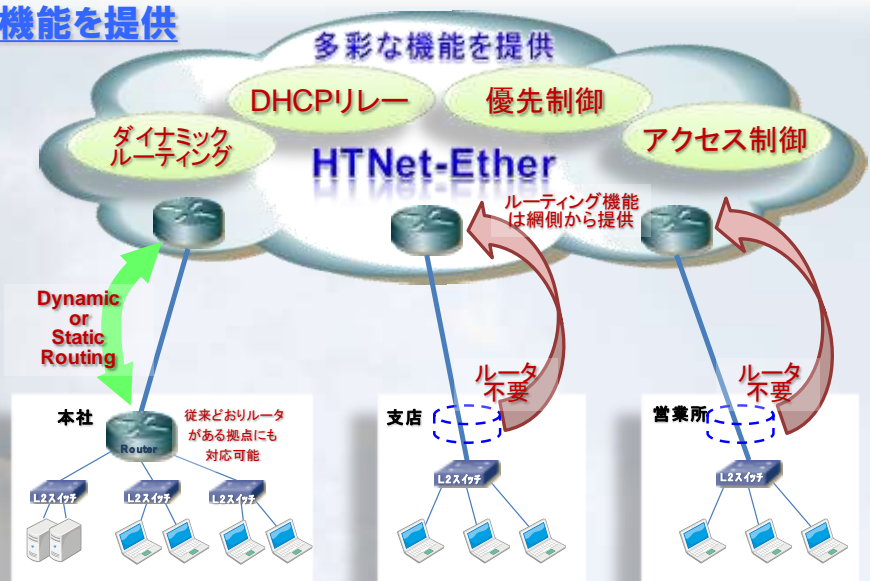 機能を提供
多彩な機能を提供
DHCPリレー
優先制御
ダイナミック
ルーティング
アクセス制御
HTNet-Ether
ルーティング機能
は網側から提供
Dynamic
or
Static
Routing
ルータ
不要
ルータ
不要
本社
従来どおりルータ
がある拠点にも
対応可能
Router
支店
営業所
L2スイッチ
L2スイッチ
L2スイッチ
L2スイッチ
L2スイッチ